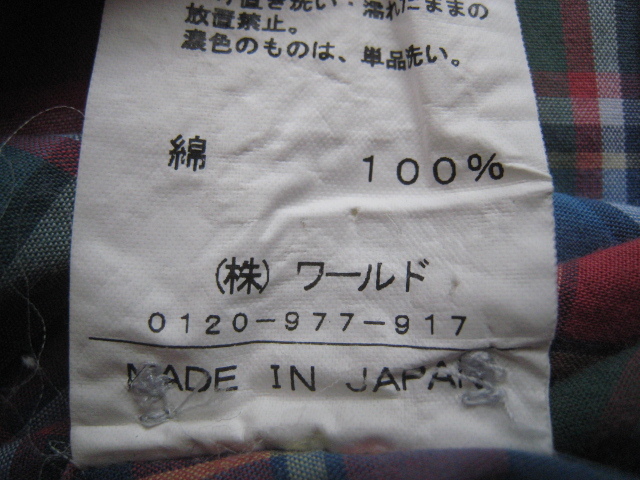 け置き洗い・濡れたままの
放置禁止。
濃色のものは、単品洗い。
綿 100%
(株) ワールド
0120-977-917
MADE IN JAPAN